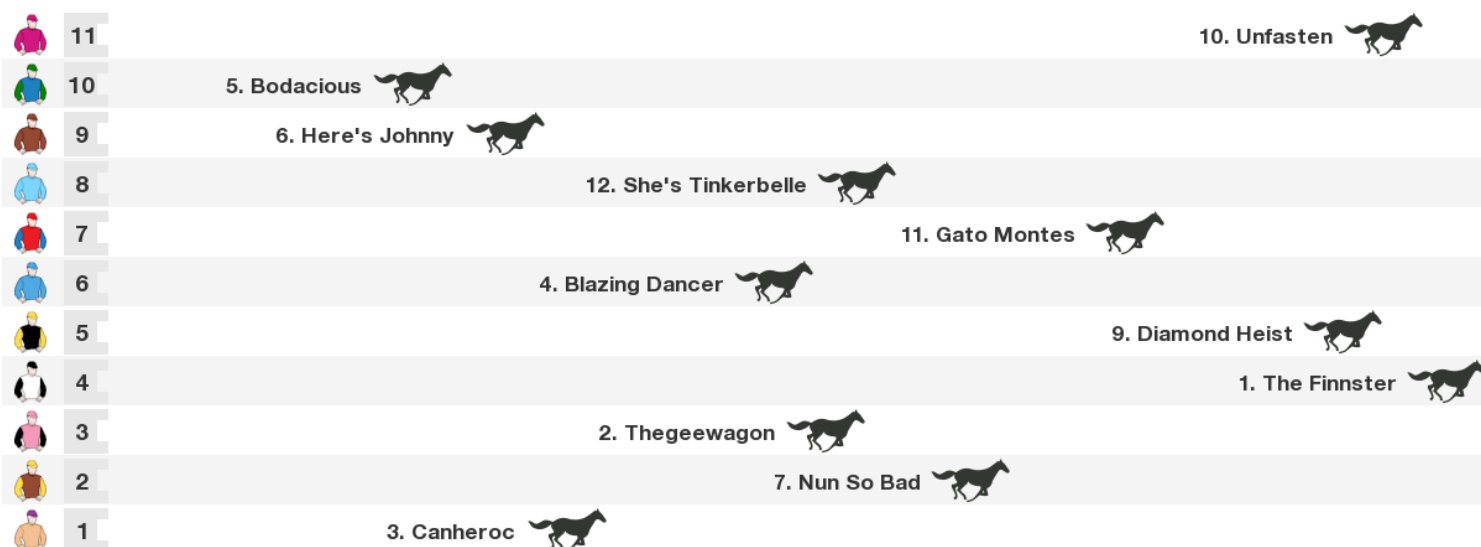 11 10. Unfasten
10 5. Bodacious
9 6. Here's Johnny
8 12. She's Tinkerbelle
7 11. Gato Montes
6 4. Blazing Dancer
5 9. Diamond Heist
4 1. The Finnster
3 2. Thegeewagon
2 7. Nun So Bad
1 3. Canheroc